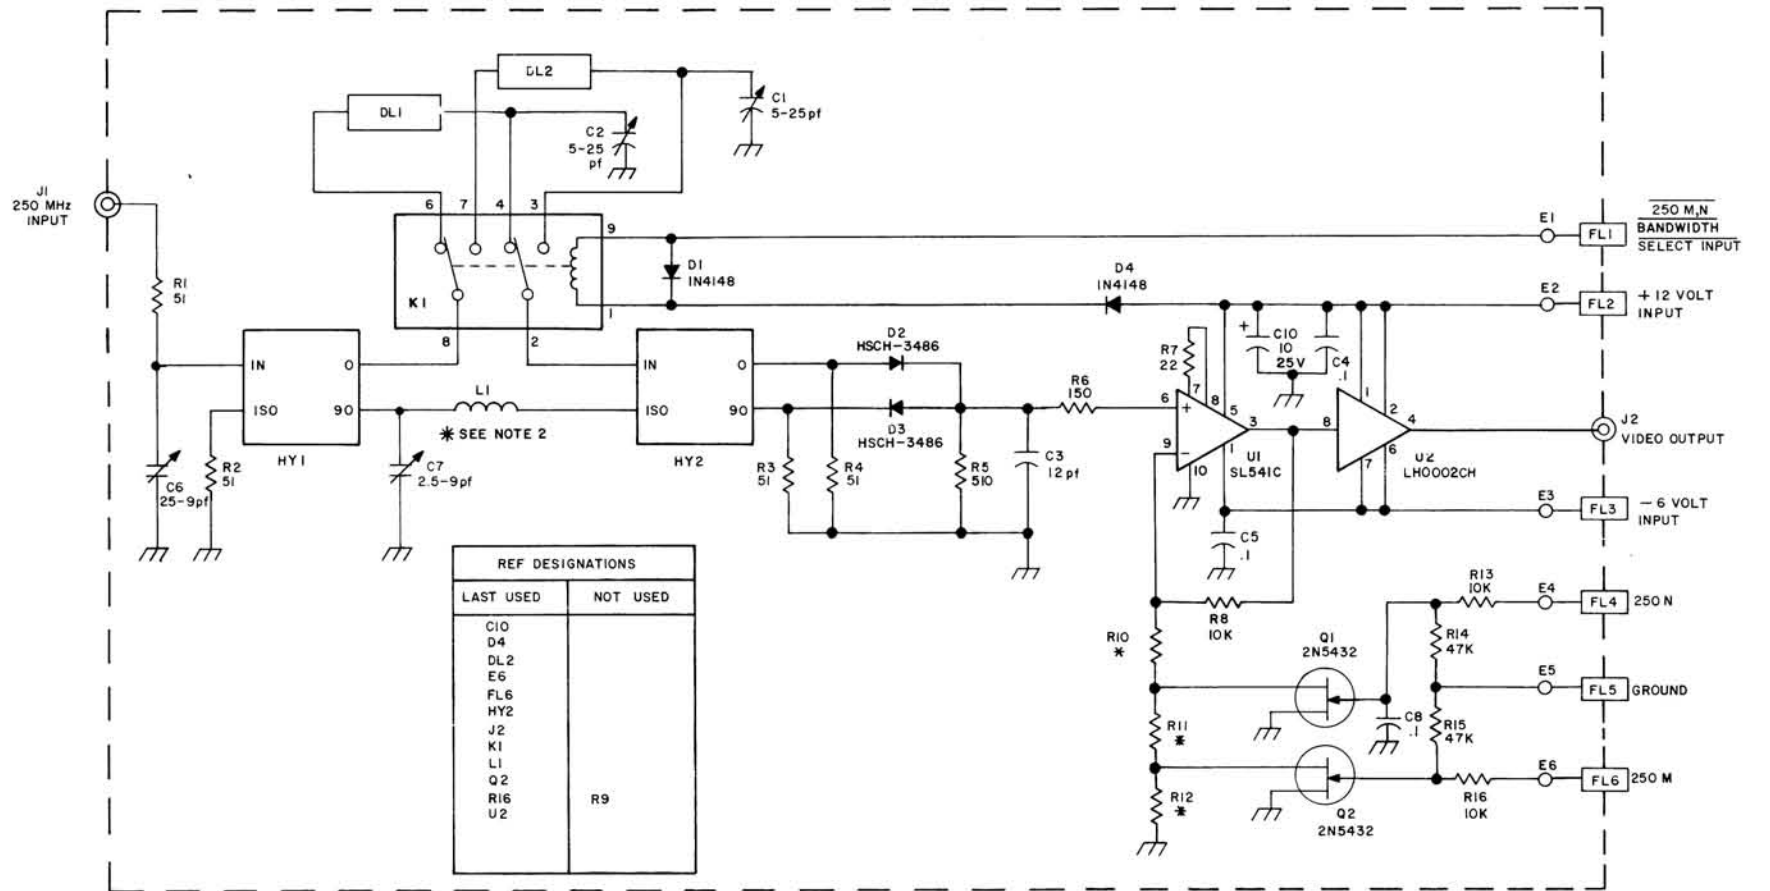 DL2
DL1
C1
5-25pf
C2
5-25
pf
J1
250 MHz
INPUT
6 7 4 3
9
K1
1
8 2
R1
51
D1
1N4148
D4
1N4148
E1
FL1
250 M,N
BANDWIDTH
SELECT INPUT
E2
FL2
+12 VOLT
INPUT
IN
0
ISO
90
HY1
L1
* SEE NOTE 2
IN
0
ISO
90
HY2
D2
HSCH-3486
D3
HSCH-3486
R6
150
R7
22
+
C10
10
25V
C4
.1
6
+
7
8
5
9
-
10
1
3
U1
SL541C
8
1
2
4
7
6
U2
LH0002CH
J2
VIDEO OUTPUT
C6
25-9pf
R2
51
C7
2.5-9pf
R3
51
R4
51
R5
510
C3
12pf
C5
.1
E3
FL3
-6 VOLT
INPUT
REF DESIGNATIONS
LAST USED NOT USED
C10
D4
DL2
E6
FL6
HY2
J2
K1
L1
Q2
R16 R9
U2
R8
10K
R10
*
R11
*
R12
*
Q1
2N5432
Q2
2N5432
C8
.1
R13
10K
R14
47K
R15
47K
R16
10K
E4
FL4
250 N
E5
FL5
GROUND
E6
FL6
250 M